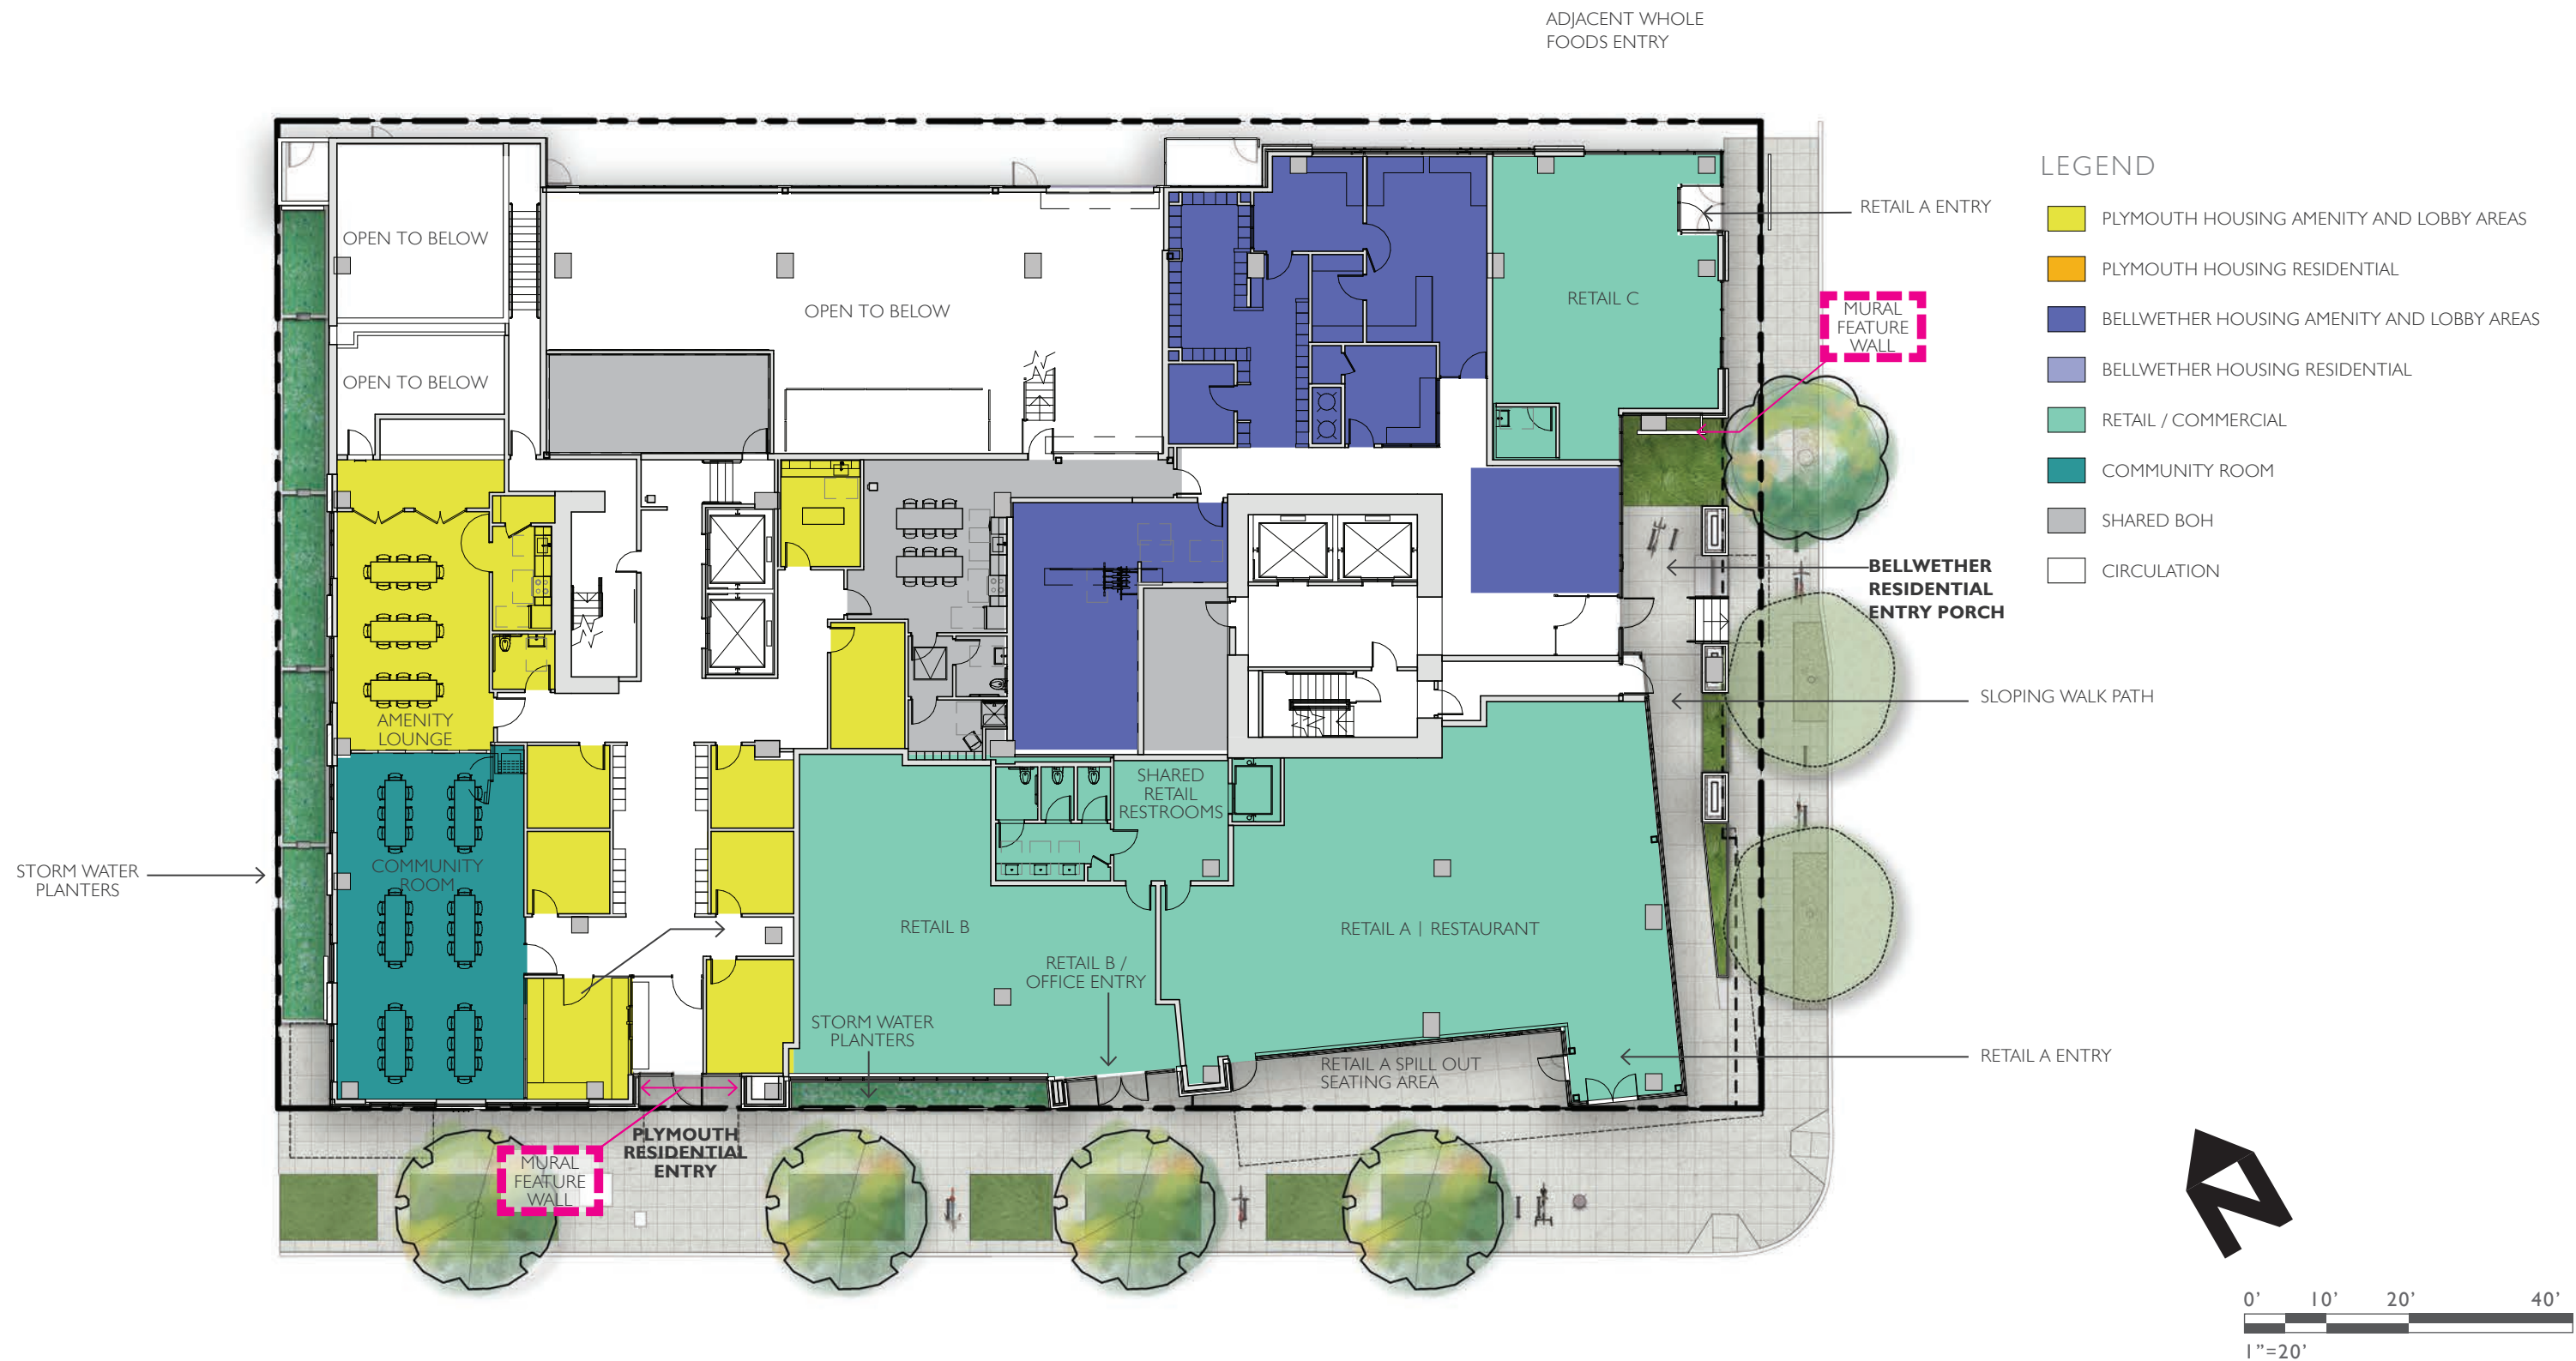 ADJACENT WHOLE
FOODS ENTRY
LEGEND
PLYMOUTH HOUSING AMENITY AND LOBBY AREAS
PLYMOUTH HOUSING RESIDENTIAL
BELLWETHER HOUSING AMENITY AND LOBBY AREAS
BELLWETHER HOUSING RESIDENTIAL
RETAIL / COMMERCIAL
COMMUNITY ROOM
SHARED BOH
CIRCULATION
RETAIL A ENTRY
OPEN TO BELOW
OPEN TO BELOW
OPEN TO BELOW
RETAIL C
MURAL
FEATURE
WALL
BELLWETHER
RESIDENTIAL
ENTRY PORCH
SLOPING WALK PATH
AMENITY
LOUNGE
SHARED
RETAIL
RESTROOMS
STORM WATER
PLANTERS
COMMUNITY
ROOM
RETAIL B
RETAIL A | RESTAURANT
RETAIL B /
OFFICE ENTRY
STORM WATER
PLANTERS
RETAIL A SPILL OUT
SEATING AREA
RETAIL A ENTRY
PLYMOUTH
RESIDENTIAL
ENTRY
MURAL
FEATURE
WALL
N
0' 10' 20' 40'
1"=20'